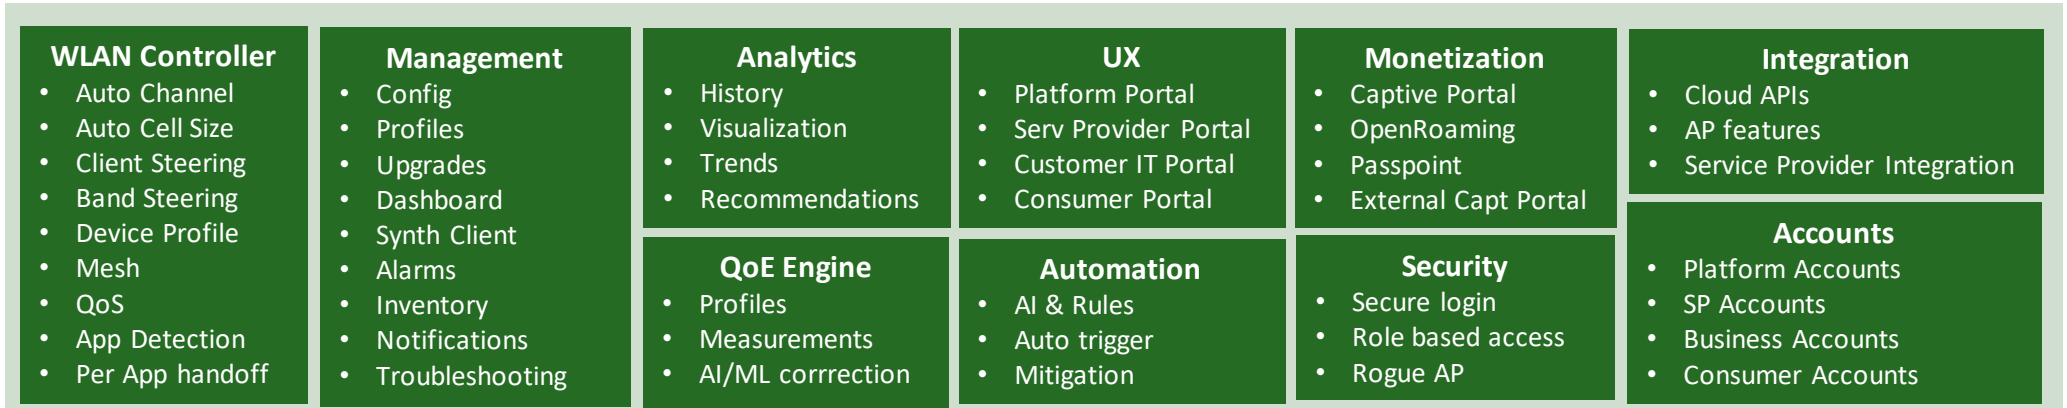 WLAN Controller
• Auto Channel
• Auto Cell Size
• Client Steering
• Band Steering
• Device Profile
• Mesh
• QoS
• App Detection
• Per App handoff
Management
• Config
• Profiles
• Upgrades
• Dashboard
• Synth Client
• Alarms
• Inventory
• Notifications
• Troubleshooting
Analytics
• History
• Visualization
• Trends
• Recommendations
QoE Engine
• Profiles
• Measurements
• AI/ML corrrection
UX
• Platform Portal
• Serv Provider Portal
• Customer IT Portal
• Consumer Portal
Automation
• AI & Rules
• Auto trigger
• Mitigation
Monetization
• Captive Portal
• OpenRoaming
• Passpoint
• External Capt Portal
Security
• Secure login
• Role based access
• Rogue AP
Integration
• Cloud APIs
• AP features
• Service Provider Integration
Accounts
• Platform Accounts
• SP Accounts
• Business Accounts
• Consumer Accounts